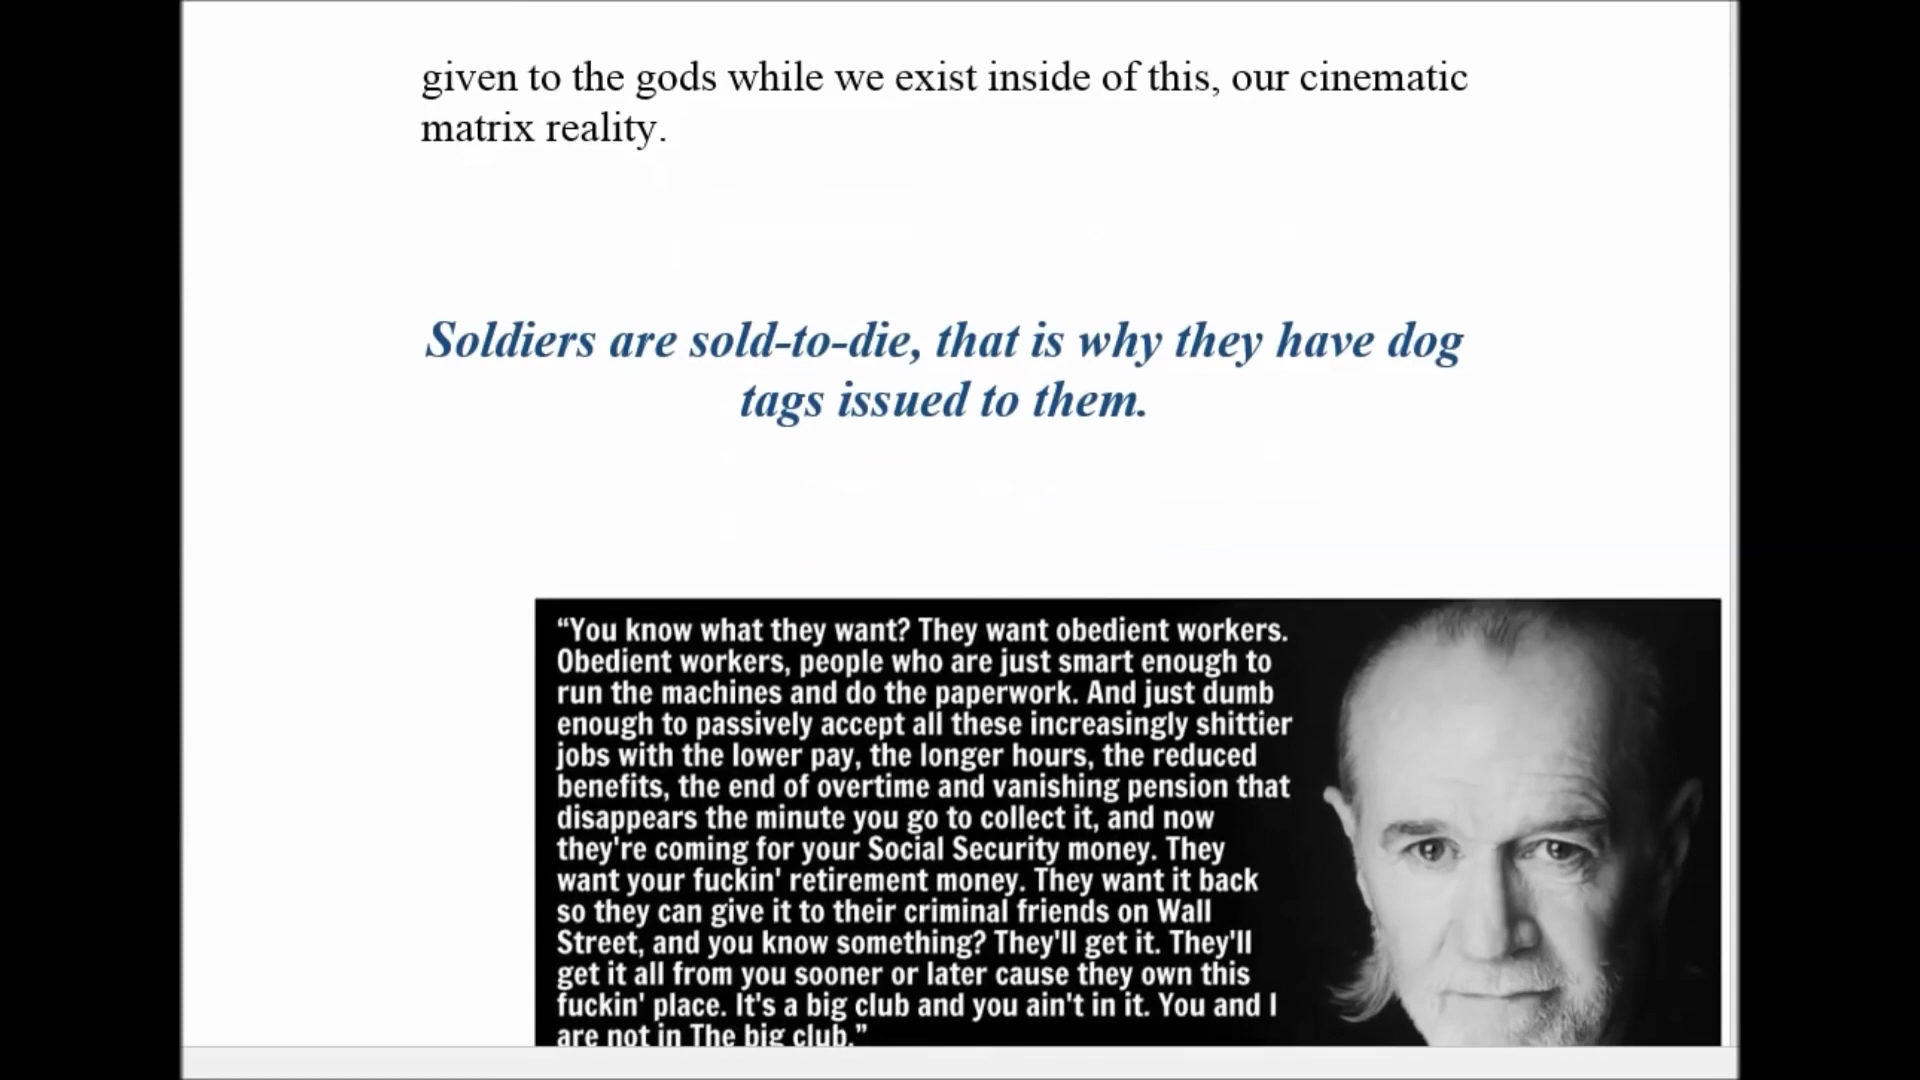 given to the gods while we exist inside of this, our cinematic
matrix reality.
Soldiers are sold-to-die, that is why they have dog
tags issued to them.
“You know what they want? They want obedient workers.
Obedient workers, people who are just smart enough to
run the machines and do the paperwork. And just dumb
enough to passively accept all these increasingly shittier
jobs with the lower pay, the longer hours, the reduced
benefits, the end of overtime and vanishing pension that
disappears the minute you go to collect it, and now
they're coming for your Social Security money. They
want your fuckin' retirement money. They want it back
so they can give it to their criminal friends on Wall
Street, and you know something? They'll get it. They'll
get it all from you sooner or later cause they own this
fuckin' place. It's a big club and you ain't in it. You and I
are not in The big club.”